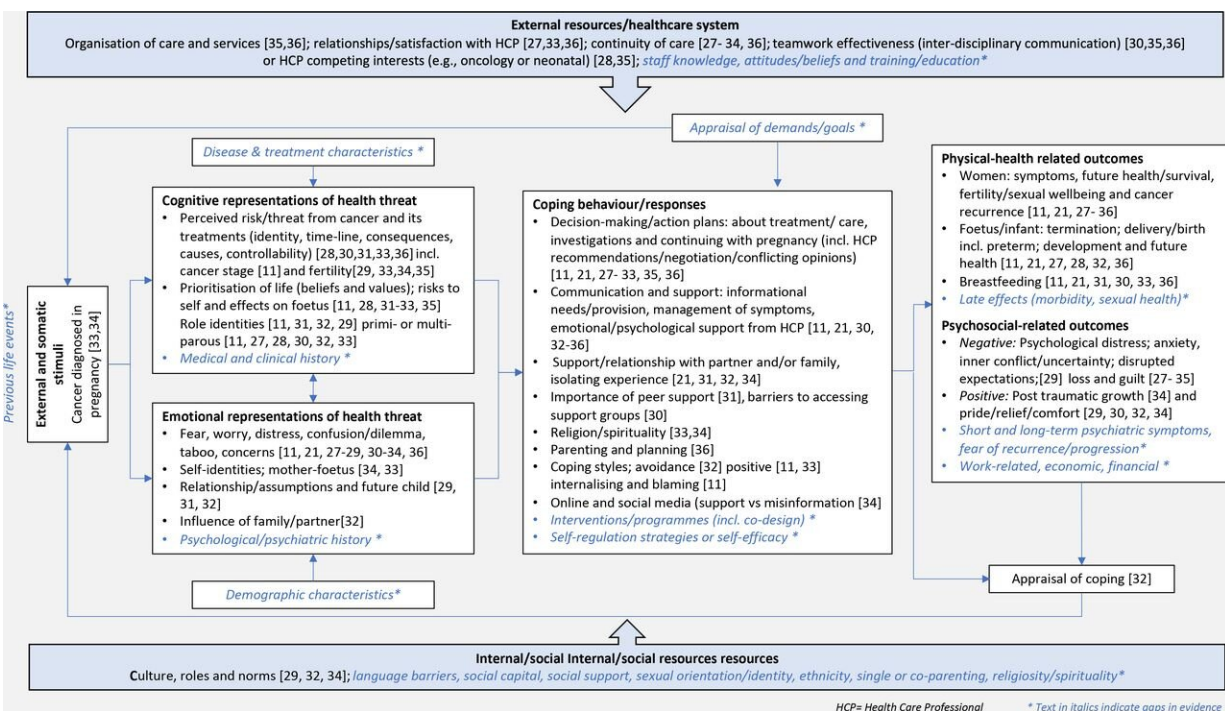 External resources/healthcare system
Organisation of care and services [35,36]; relationships/satisfaction with HCP [27,33,36]; continuity of care [27- 34, 36]; teamwork effectiveness (inter-disciplinary communication) [30,35,36]
or HCP competing interests (e.g., oncology or neonatal) [28,35]; staff knowledge, attitudes/beliefs and training/education*
Appraisal of demands/goals *
Previous life events*
External and somatic
stimuli
Cancer diagnosed in
pregnancy [33,34]
Disease & treatment characteristics *
Cognitive representations of health threat
• Perceived risk/threat from cancer and its
treatments (identity, time-line, consequences,
causes, controllability) [28,30,31,33,36] incl.
cancer stage [11] and fertility[29, 33,34,35]
• Prioritisation of life (beliefs and values); risks to
self and effects on foetus [11, 28, 31-33, 35]
Role identities [11, 31, 32, 29] primi- or multi-
parous [11, 27, 28, 30, 32, 33]
• Medical and clinical history *
Emotional representations of health threat
• Fear, worry, distress, confusion/dilemma,
taboo, concerns [11, 21, 27-29, 30-34, 36]
• Self-identities; mother-foetus [34, 33]
• Relationship/assumptions and future child [29,
31, 32]
• Influence of family/partner[32]
• Psychological/psychiatric history *
Demographic characteristics*
Coping behaviour/responses
• Decision-making/action plans: about treatment/ care,
investigations and continuing with pregnancy (incl. HCP
recommendations/negotiation/conflicting opinions)
[11, 21, 27- 33, 35, 36]
• Communication and support: informational
needs/provision, management of symptoms,
emotional/psychological support from HCP [11, 21, 30,
32-36]
• Support/relationship with partner and/or family,
isolating experience [21, 31, 32, 34]
• Importance of peer support [31], barriers to accessing
support groups [30]
• Religion/spirituality [33,34]
• Parenting and planning [36]
• Coping styles; avoidance [32] positive [11, 33]
internalising and blaming [11]
• Online and social media (support vs misinformation [34]
• Interventions/programmes (incl. co-design) *
• Self-regulation strategies or self-efficacy *
Physical-health related outcomes
• Women: symptoms, future health/survival,
fertility/sexual wellbeing and cancer
recurrence [11, 21, 27- 36]
• Foetus/infant: termination; delivery/birth
incl. preterm; development and future
health [11, 21, 27, 28, 32, 36]
• Breastfeeding [11, 21, 31, 30, 33, 36]
• Late effects (morbidity, sexual health)*
Psychosocial-related outcomes
• Negative: Psychological distress; anxiety,
inner conflict/uncertainty; disrupted
expectations;[29] loss and guilt [27- 35]
• Positive: Post traumatic growth [34] and
pride/relief/comfort [29, 30, 32, 34]
• Short and long-term psychiatric symptoms,
fear of recurrence/progression*
• Work-related, economic, financial *
Appraisal of coping [32]
Internal/social Internal/social resources resources
Culture, roles and norms [29, 32, 34]; language barriers, social capital, social support, sexual orientation/identity, ethnicity, single or co-parenting, religiosity/spirituality*
HCP= Health Care Professional
* Text in italics indicate gaps in evidence